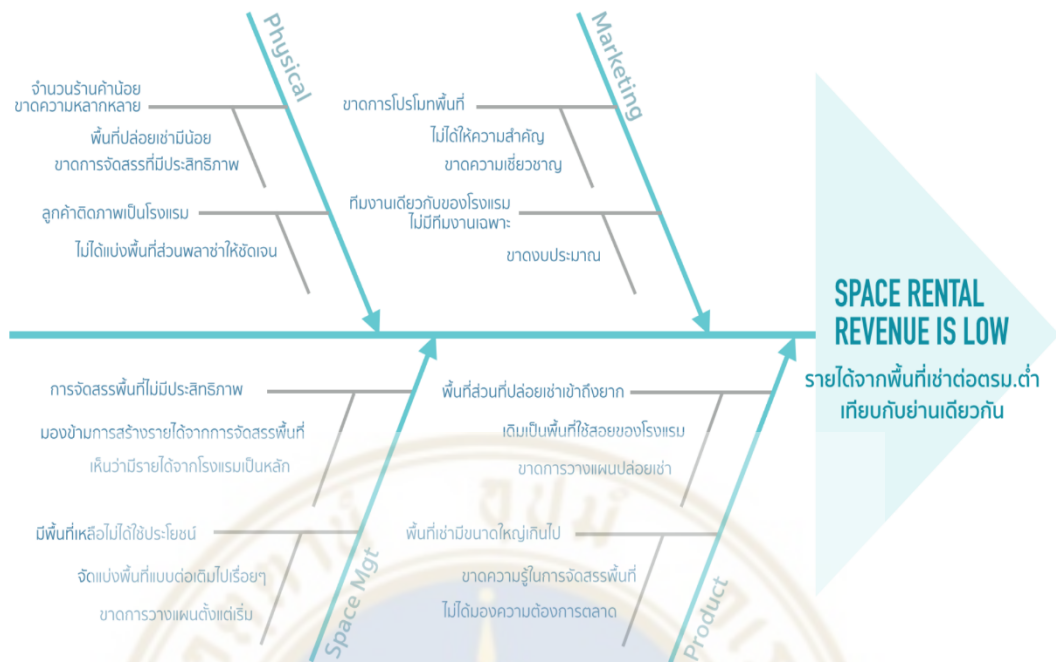 Physical
จำนวนร้านค้าน้อย
ขาดความหลากหลาย
พื้นที่ปล่อยเช่ามีน้อย
ขาดการจัดสรรที่มีประสิทธิภาพ
ลูกค้าติดภาพเป็นโรงแรม
ไม่ได้แบ่งพื้นที่ส่วนพลาซ่าให้ชัดเจน
Marketing
ขาดการโปรโมทพื้นที่
ไม่ได้ให้ความสำคัญ
ขาดความเชี่ยวชาญ
ทีมงานเดียวกับของโรงแรม
ไม่มีทีมงานเฉพาะ
ขาดงบประมาณ
SPACE RENTAL
REVENUE IS LOW
รายได้จากพื้นที่เช่าต่อตรม.ต่ำ
เทียบกับย่านเดียวกัน
การจัดสรรพื้นที่ไม่มีประสิทธิภาพ
มองข้ามการสร้างรายได้จากการจัดสรรพื้นที่
เห็นว่ามีรายได้จากโรงแรมเป็นหลัก
มีพื้นที่เหลือไม่ได้ใช้ประโยชน์
จัดแบ่งพื้นที่แบบต่อเติมไปเรื่อยๆ
ขาดการวางแผนตั้งแต่เริ่ม
Space Mgt
พื้นที่ส่วนที่ปล่อยเช่าเข้าถึงยาก
เดิมเป็นพื้นที่ใช้สอยของโรงแรม
ขาดการวางแผนปล่อยเช่า
พื้นที่เช่ามีขนาดใหญ่เกินไป
ขาดความรู้ในการจัดสรรพื้นที่
ไม่ได้มองความต้องการตลาด
Product